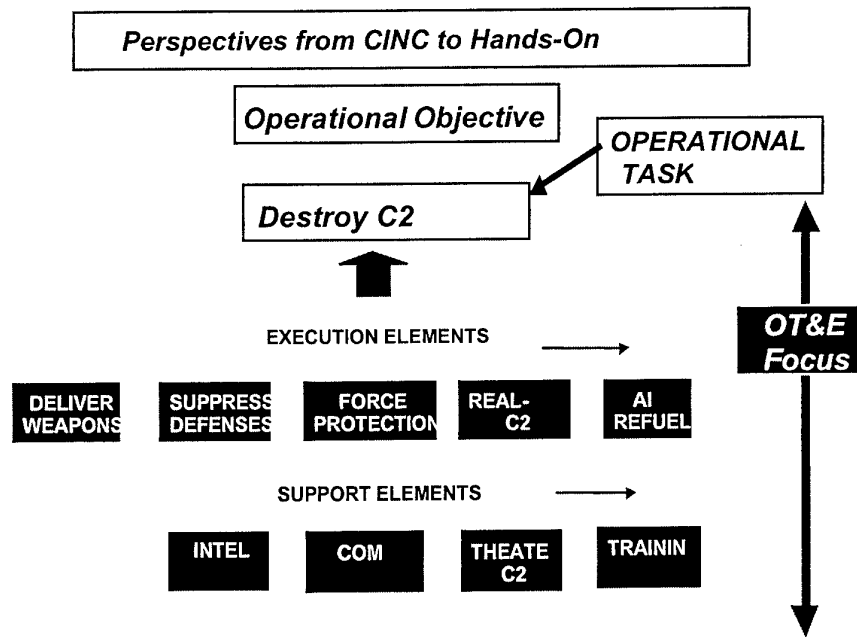 Perspectives from CINC to Hands-On
Operational Objective
OPERATIONAL
TASK
Destroy C2
EXECUTION ELEMENTS
OT&E
Focus
DELIVER
WEAPONS
SUPPRESS
DEFENSES
FORCE
PROTECTION
REAL-
C2
AI
REFUEL
SUPPORT ELEMENTS
INTEL
COM
THEATE
C2
TRAININ